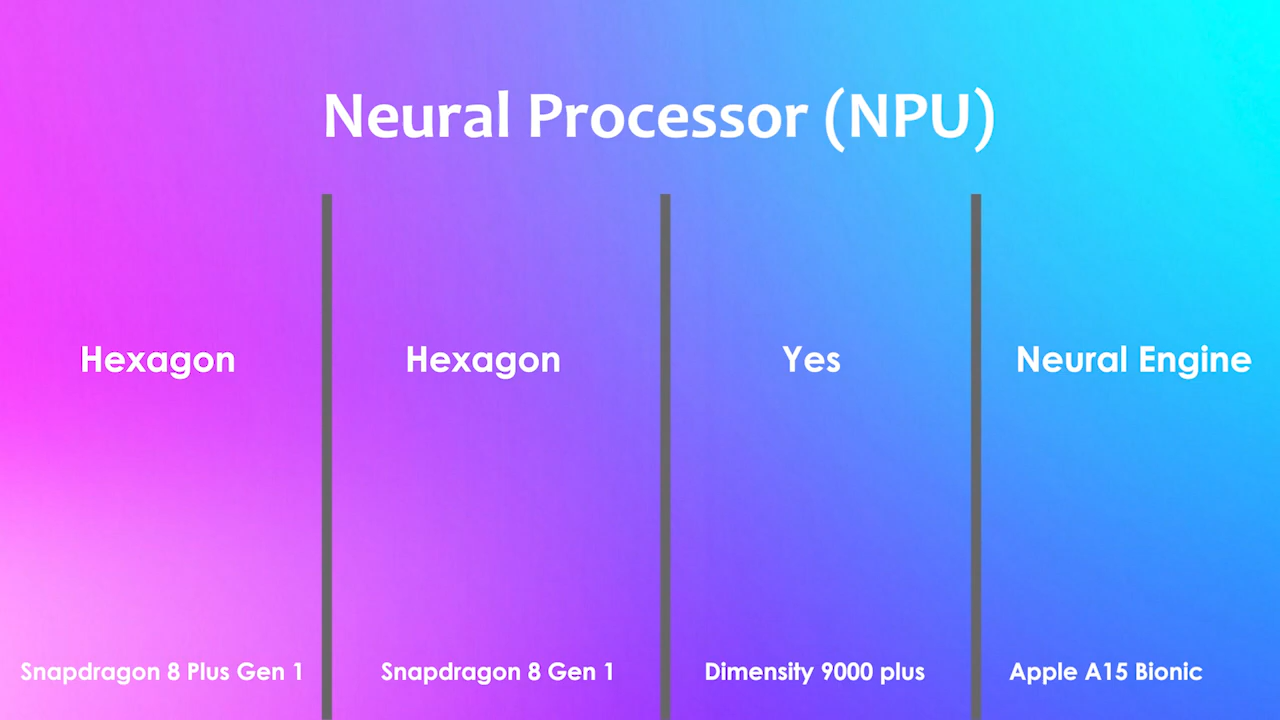 Neural Processor (NPU)
Hexagon
Hexagon
Yes
Neural Engine
Snapdragon 8 Plus Gen 1
Snapdragon 8 Gen 1
Dimensity 9000 plus
Apple A15 Bionic